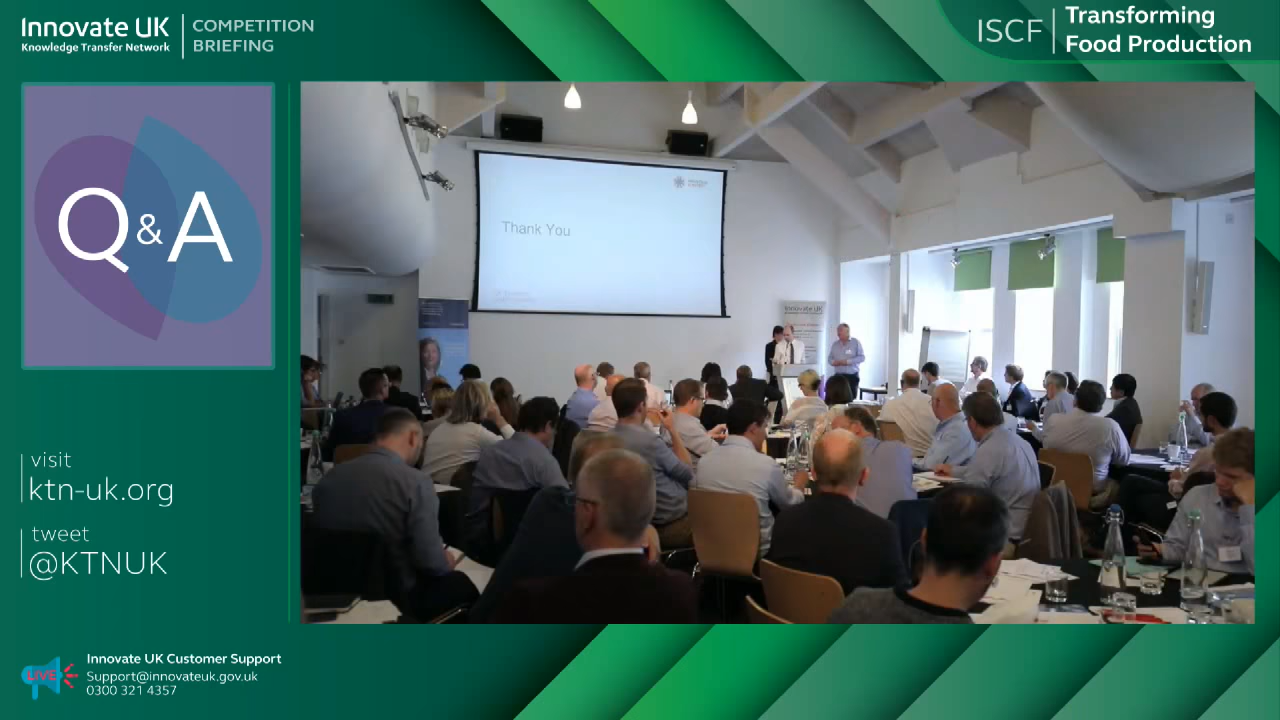 Innovate UK
Knowledge Transfer Network
COMPETITION
BRIEFING
ISCF
Transforming
Food Production
Q&A
Thank You
Innovate UK
visit
ktn-uk.org
tweet
@KTNUK
LIVE
Innovate UK Customer Support
Support@innovateuk.gov.uk
0300 321 4357